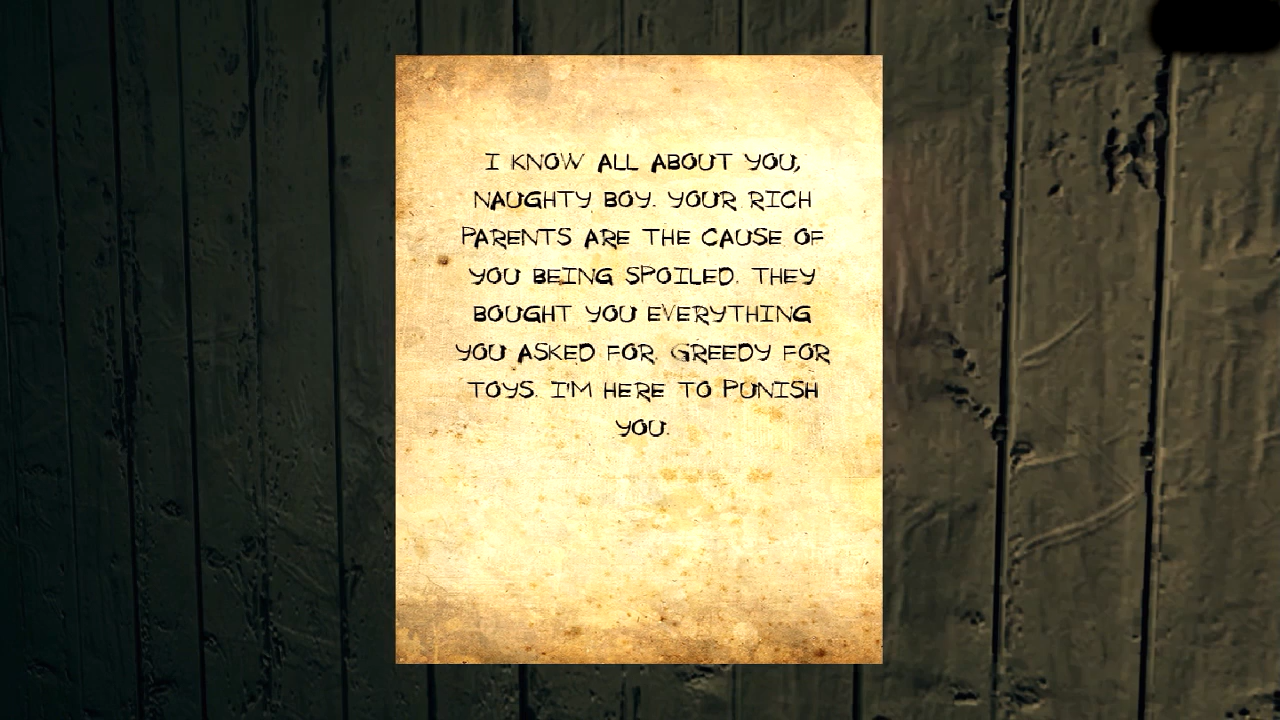 I KNOW ALL ABOUT YOU,
NAUGHTY BOY. YOUR RICH
PARENTS ARE THE CAUSE OF
YOU BEING SPOILED. THEY
BOUGHT YOU EVERYTHING
YOU ASKED FOR. GREEDY FOR
TOYS. I'M HERE TO PUNISH
YOU.